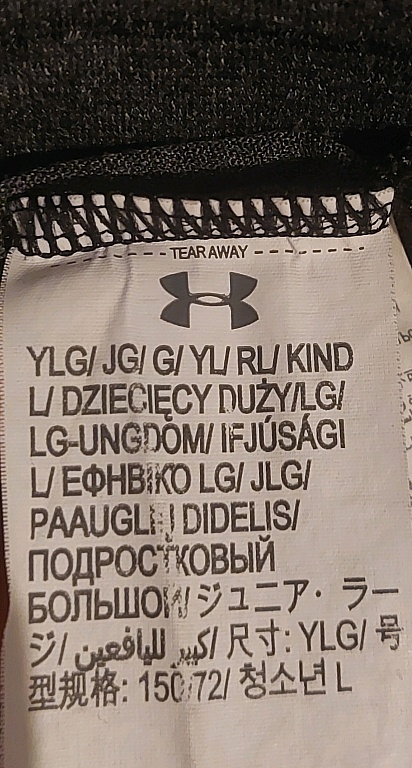 TEAR AWAY
YLG/ JG/ G/ YL/ RL/ KIND
L/ DZIECIĘCY DUŻY/LG/
LG-UNGDOM/ IFJÚSÁGI
L/ ΕΦΗΒΙΚΟ LG/ JLG/
DIDELIS/
ПОДРОСТКОВЫЙ
БОЛЬШОЙ/ ジュニア・ラー
ジ/ كبير لليافعين/ 尺寸: YLG/ 号
型规格: 150/72/ 청소년 L